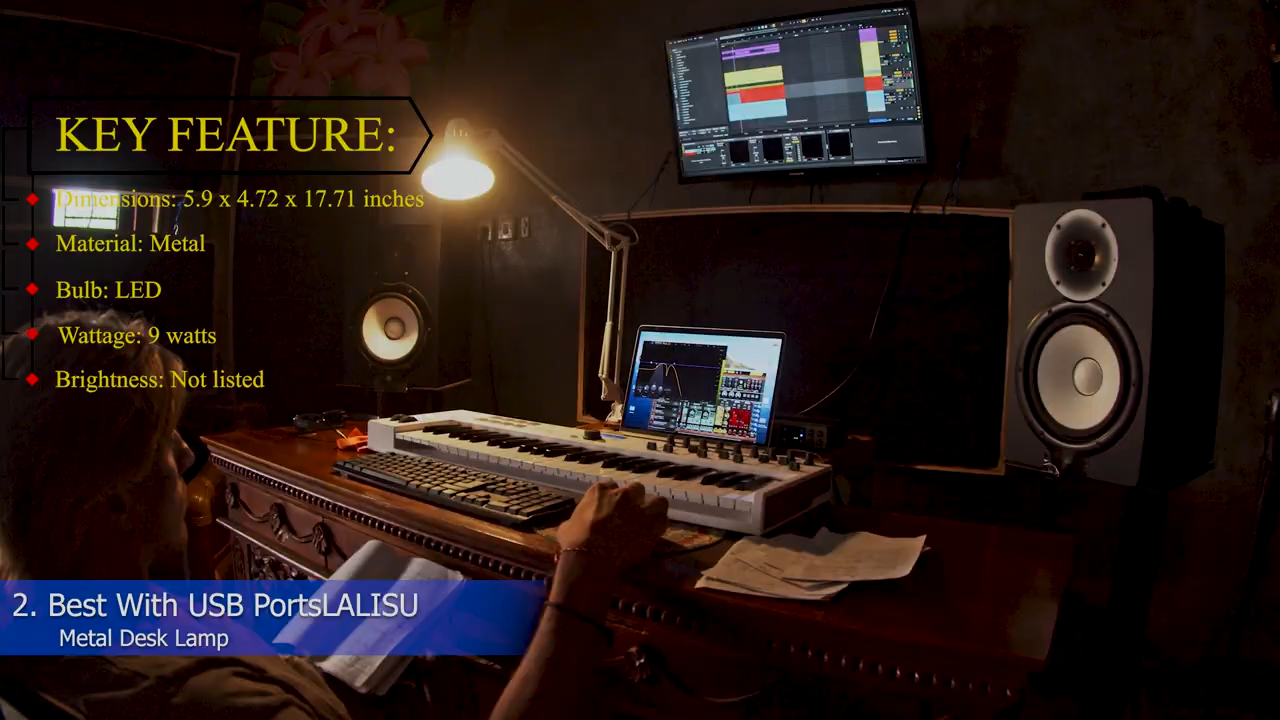 KEY FEATURE:
Dimensions: 5.9 x 4.72 x 17.71 inches
Material: Metal
Bulb: LED
Wattage: 9 watts
Brightness: Not listed
2. Best With USB PortsLALISU
Metal Desk Lamp